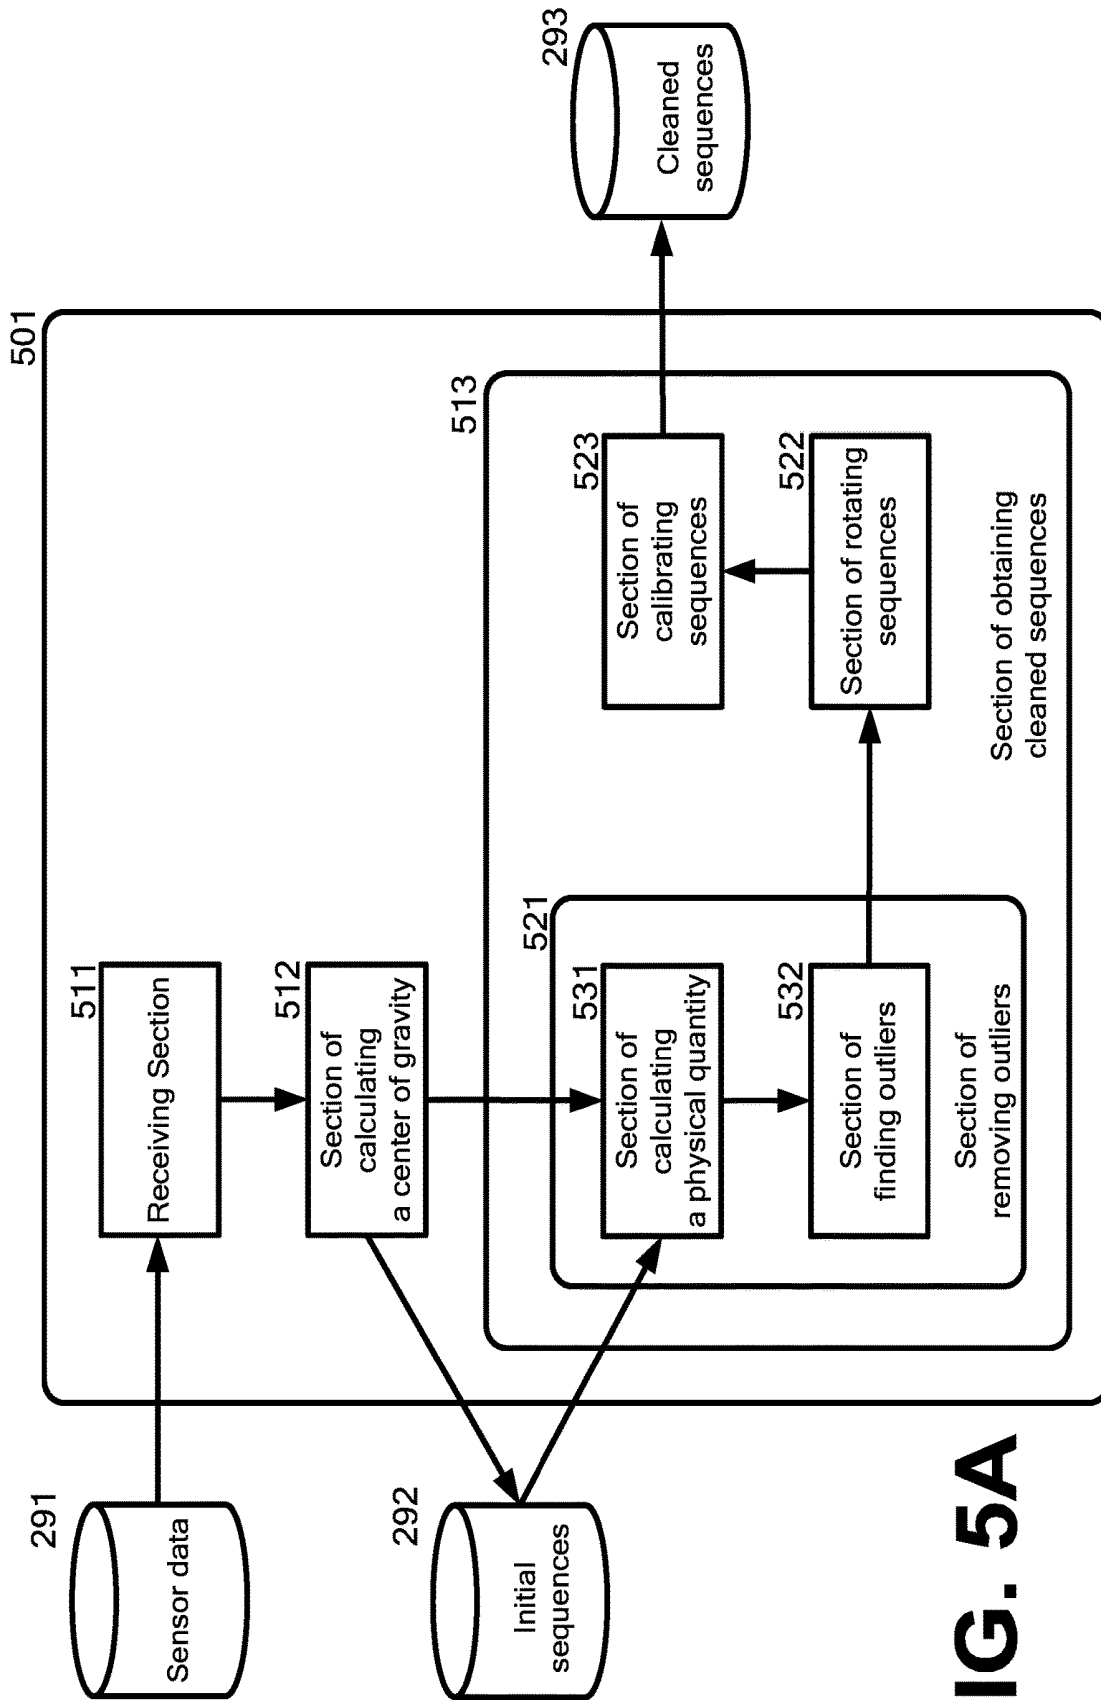 501
291
Sensor data
511
Receiving Section
512
Section of
calculating
a center of gravity
292
Initial
sequences
513
521
531
Section of
calculating
a physical quantity
532
Section of
finding outliers
Section of
removing outliers
523
Section of
calibrating
sequences
522
Section of rotating
sequences
Section of obtaining
cleaned sequences
293
Cleaned
sequences
IG. 5A